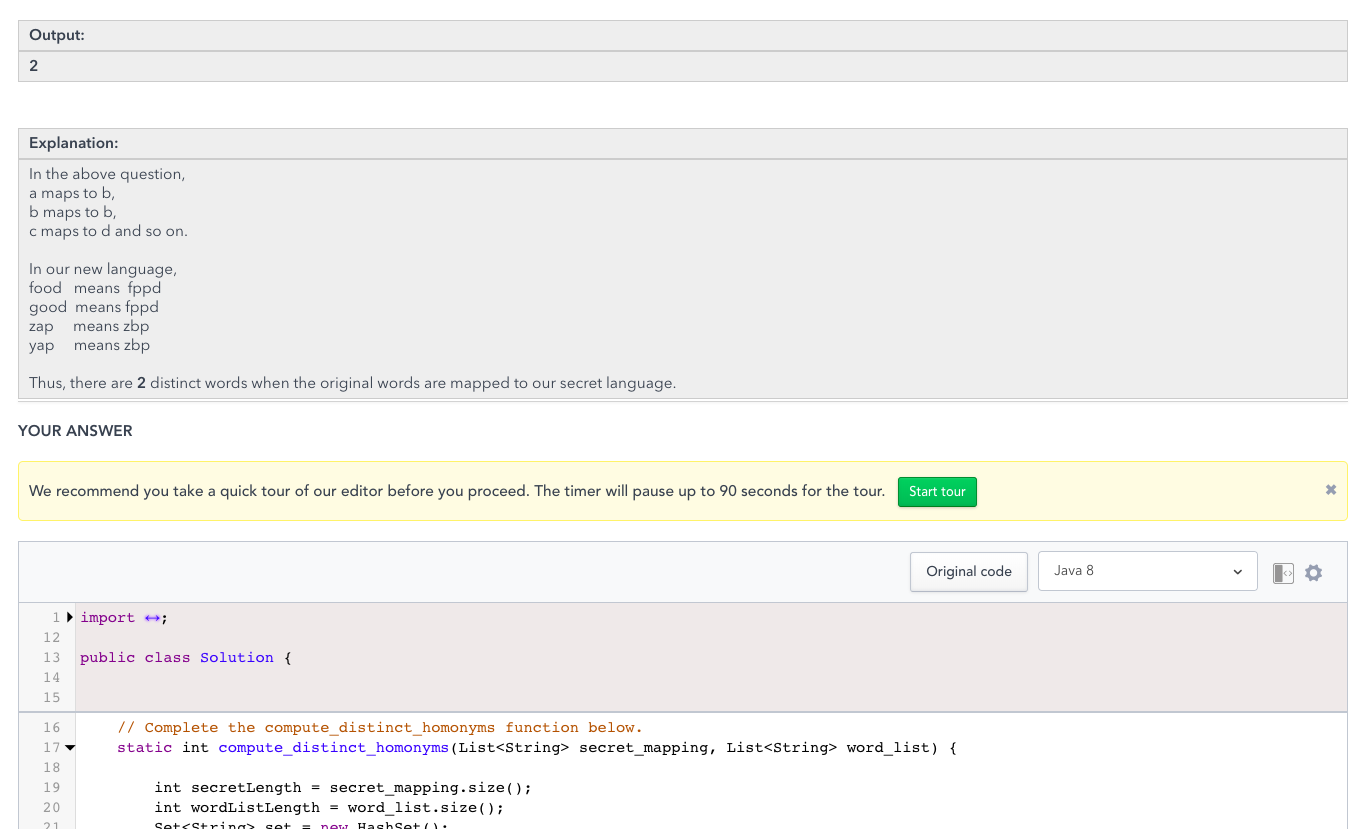 Output:
2
Explanation:
In the above question,
a maps to b,
b maps to b,
c maps to d and so on.
In our new language,
food means fppd
good means fppd
zap means zbp
yap means zbp
Thus, there are 2 distinct words when the original words are mapped to our secret language.
YOUR ANSWER
We recommend you take a quick tour of our editor before you proceed. The timer will pause up to 90 seconds for the tour. Start tour
Original code Java 8
1 import ↔;
12
13 public class Solution {
14
15
16 // Complete the compute_distinct_homonyms function below.
17 static int compute_distinct_homonyms(List<String> secret_mapping, List<String> word_list) {
18
19 int secretLength = secret_mapping.size();
20 int wordListLength = word_list.size();
21 Set<String> set = new HashSet();